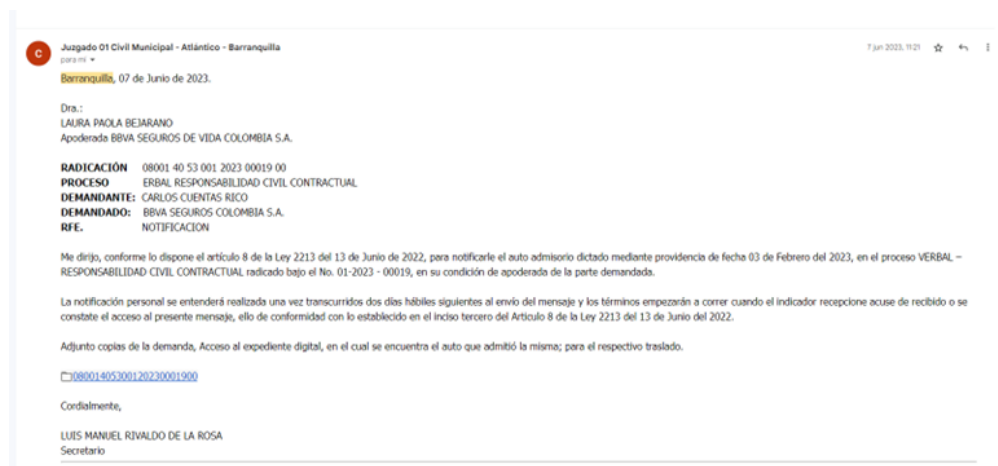 C
Juzgado 01 Civil Municipal - Atlántico - Barranquilla
7 jun 2023, 11:21
para mí
Barranquilla, 07 de Junio de 2023.
Dra.:
LAURA PAOLA BEJARANO
Apoderada BBVA SEGUROS DE VIDA COLOMBIA S.A.
RADICACIÓN 08001 40 53 001 2023 00019 00
PROCESO ERBAL RESPONSABILIDAD CIVIL CONTRACTUAL
DEMANDANTE: CARLOS CUENTAS RICO
DEMANDADO: BBVA SEGUROS COLOMBIA S.A.
RFE. NOTIFICACION
Me dirijo, conforme lo dispone el artículo 8 de la Ley 2213 del 13 de Junio de 2022, para notificarle el auto admisorio dictado mediante providencia de fecha 03 de Febrero del 2023, en el proceso VERBAL –
RESPONSABILIDAD CIVIL CONTRACTUAL radicado bajo el No. 01-2023 - 00019, en su condición de apoderada de la parte demandada.
La notificación personal se entenderá realizada una vez transcurridos dos días hábiles siguientes al envío del mensaje y los términos empezarán a correr cuando el indicador recepcione acuse de recibido o se
constate el acceso al presente mensaje, ello de conformidad con lo establecido en el inciso tercero del Articulo 8 de la Ley 2213 del 13 de Junio del 2022.
Adjunto copias de la demanda, Acceso al expediente digital, en el cual se encuentra el auto que admitió la misma; para el respectivo traslado.
08001405300120230001900
Cordialmente,
LUIS MANUEL RIVALDO DE LA ROSA
Secretario